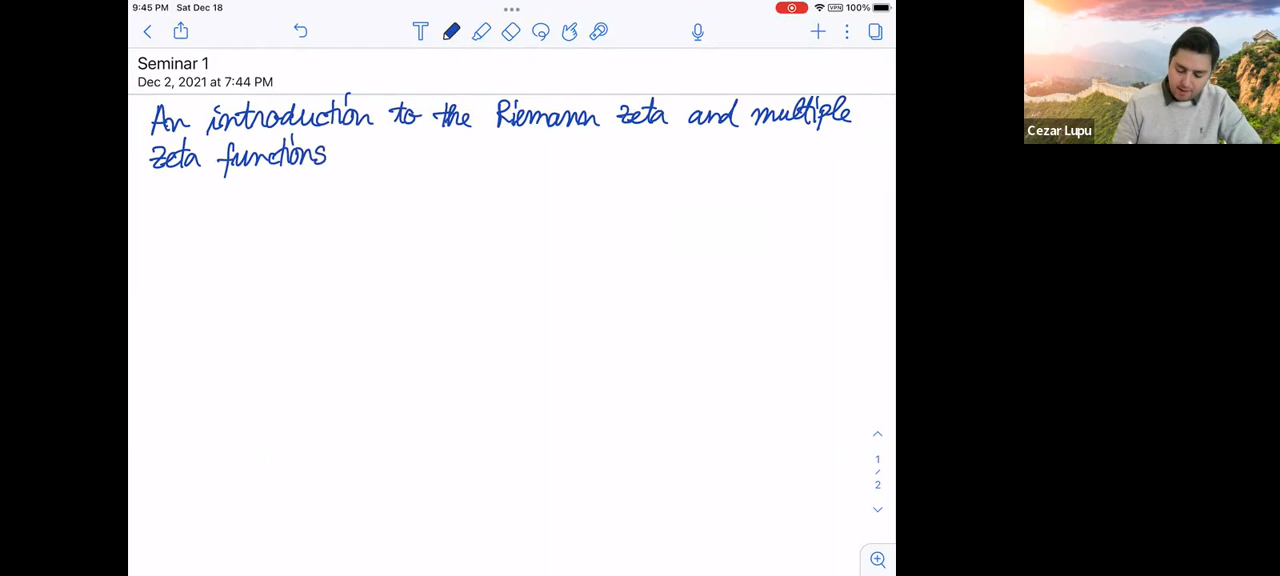 9:45 PM Sat Dec 18
VPN 100%
Seminar 1
Dec 2, 2021 at 7:44 PM
An introduction to the Riemann zeta and multiple
zeta functions
Cezar Lupu
1
/
2